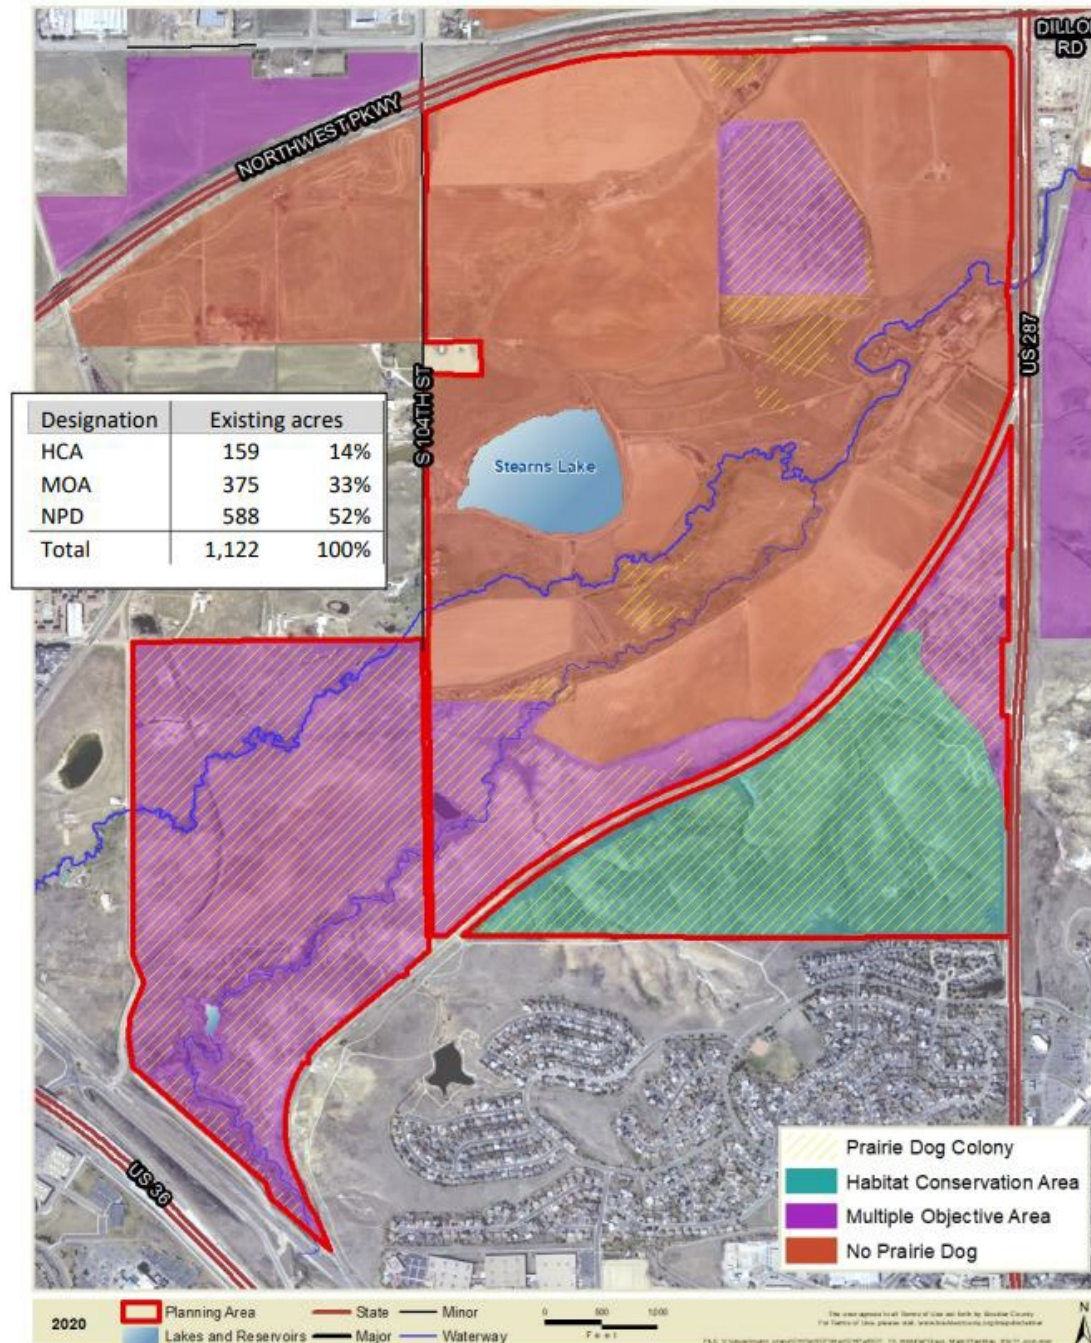 DILLON
RD
NORTHWEST PKWY
US 287
S 104TH ST
Designation Existing acres
HCA 159 14%
MOA 375 33%
NPD 588 52%
Total 1,122 100%
Stearns Lake
US 36
Prairie Dog Colony
Habitat Conservation Area
Multiple Objective Area
No Prairie Dog
2020
Planning Area State Minor
Lakes and Reservoirs Major Waterway
0 500 1000
Feet
N